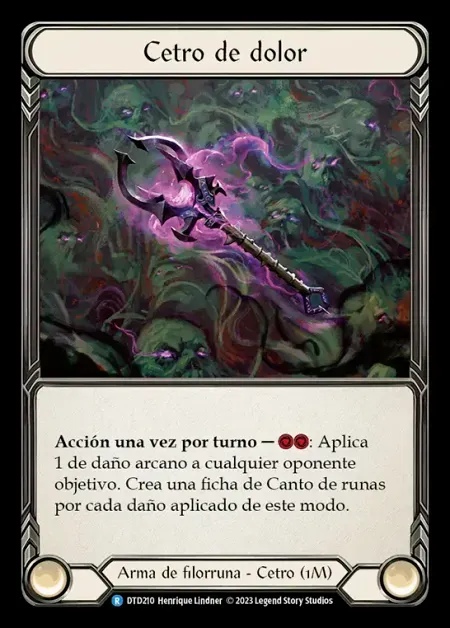 Cetro de dolor
Acción una vez por turno — : Aplica
1 de daño arcano a cualquier oponente
objetivo. Crea una ficha de Canto de runas
por cada daño aplicado de este modo.
Arma de filorruna - Cetro (1M)
R DTD210 Henrique Lindner © 2023 Legend Story Studios